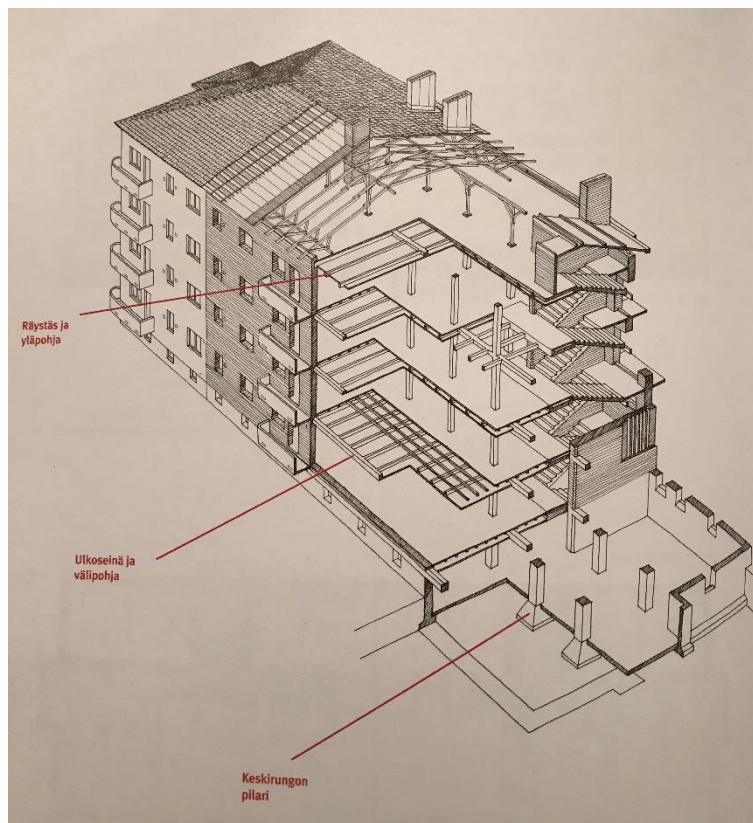 Räystäs ja
yläpohja
Ulkoseinä ja
välipohja
Keskirungon
pilari